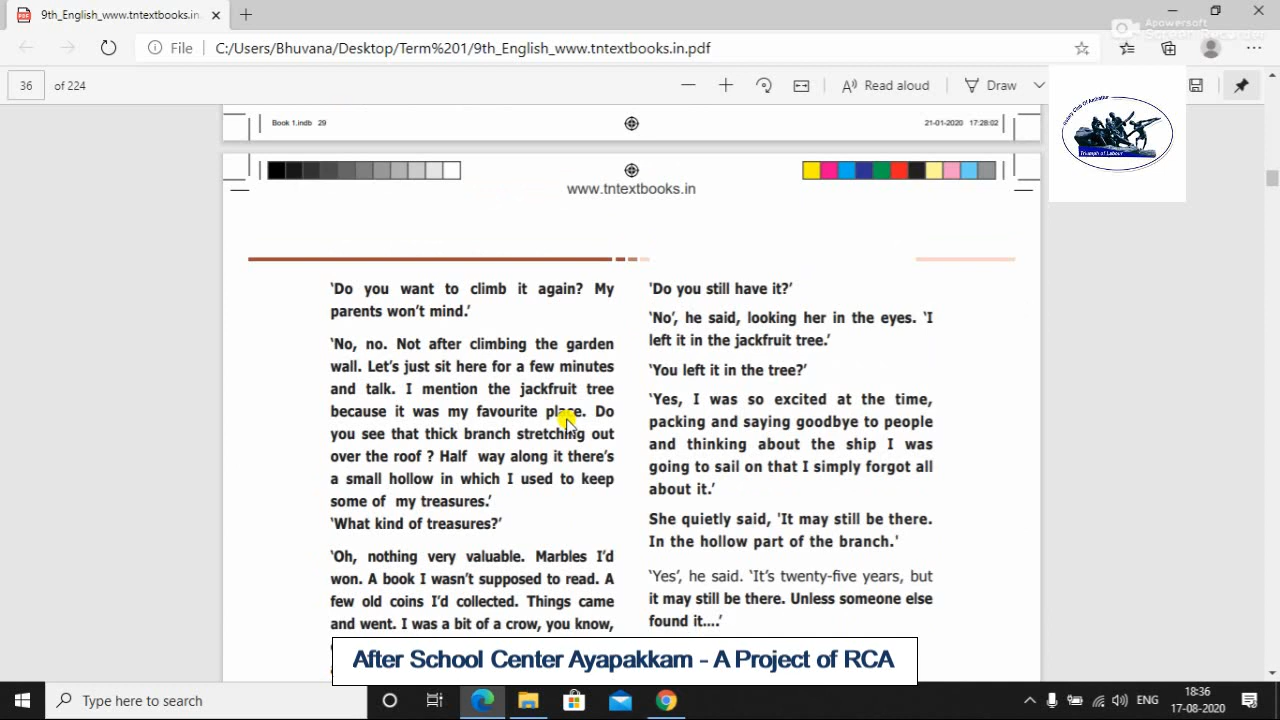 9th_English_www.tntextbooks.in.
Apowersoft
Screen Recorder
File
C:/Users/Bhuvana/Desktop/Term%201/9th_English_www.tntextbooks.in.pdf
36 of 224
Read aloud
Draw
Triumph of Labour
Book 1.indb 29
21-01-2020 17:28:02
www.tntextbooks.in
‘Do you want to climb it again? My
parents won’t mind.’
‘No, no. Not after climbing the garden
wall. Let’s just sit here for a few minutes
and talk. I mention the jackfruit tree
because it was my favourite place. Do
you see that thick branch stretching out
over the roof ? Half way along it there’s
a small hollow in which I used to keep
some of my treasures.’
‘What kind of treasures?’
‘Oh, nothing very valuable. Marbles I’d
won. A book I wasn’t supposed to read. A
few old coins I’d collected. Things came
and went. I was a bit of a crow, you know,
'Do you still have it?’
‘No’, he said, looking her in the eyes. ‘I
left it in the jackfruit tree.’
‘You left it in the tree?’
‘Yes, I was so excited at the time,
packing and saying goodbye to people
and thinking about the ship I was
going to sail on that I simply forgot all
about it.’
She quietly said, 'It may still be there.
In the hollow part of the branch.'
‘Yes’, he said. ‘It’s twenty-five years, but
it may still be there. Unless someone else
found it....’
After School Center Ayapakkam - A Project of RCA
Type here to search
ENG
18:36
17-08-2020